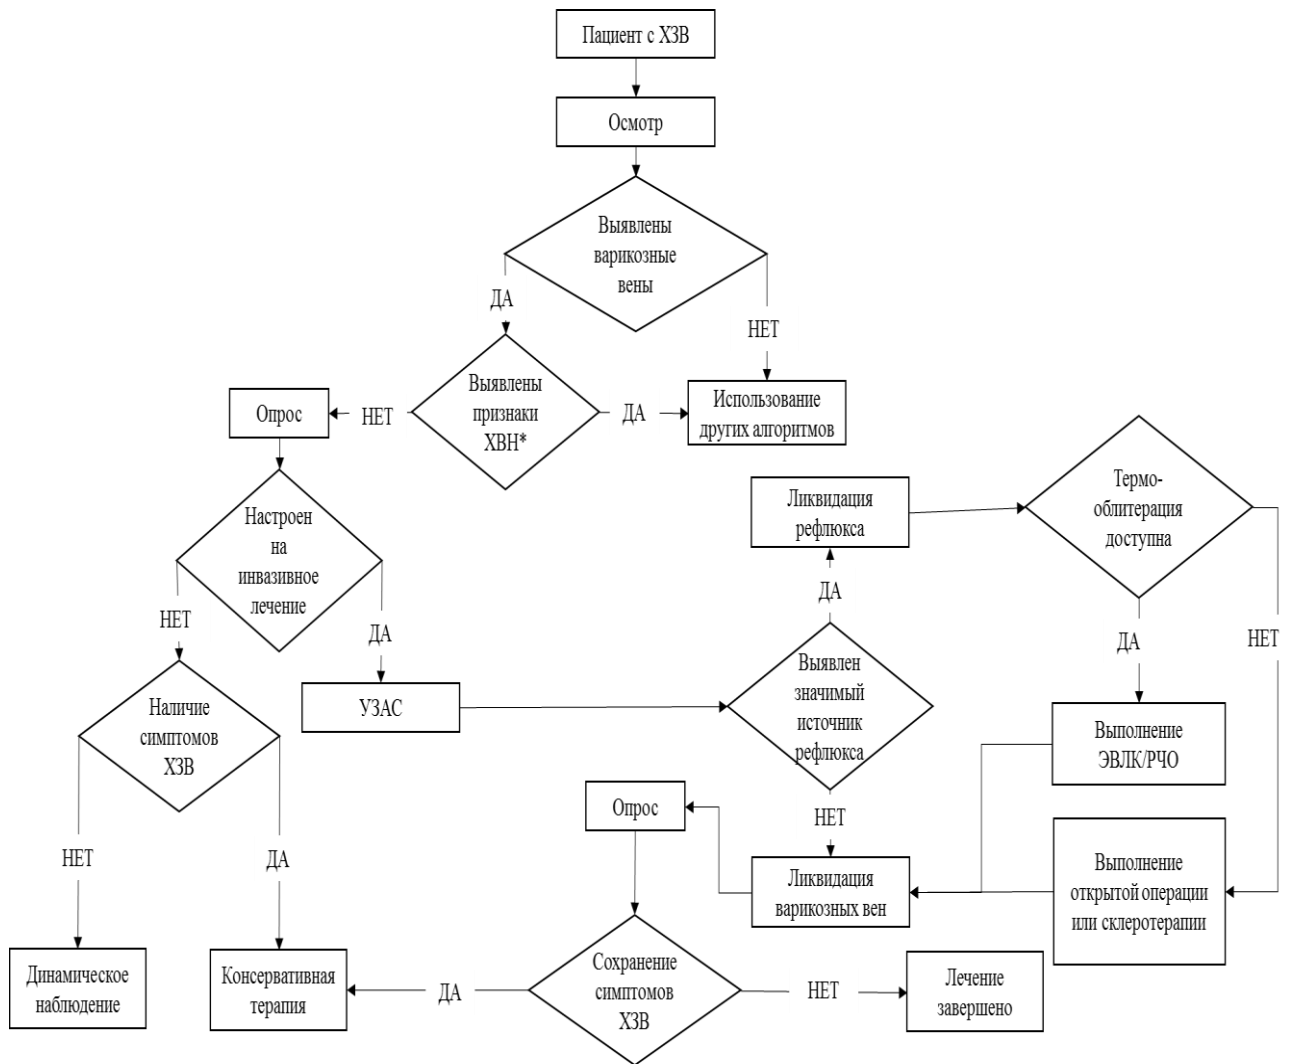 Пациент с ХЗВ
Осмотр
Выявлены
варикозные
вены
ДА
НЕТ
Выявлены
признаки
ХВН*
НЕТ
ДА
Опрос
Использование
других алгоритмов
Настроен
на
инвазивное
лечение
НЕТ
ДА
Ликвидация
рефлюкса
Термо-
облитерация
доступна
ДА
НЕТ
ДА
Выявлен
значимый
источник
рефлюкса
УЗАС
Наличие
симптомов
ХЗВ
НЕТ
ДА
Выполнение
ЭВЛК/РЧО
Опрос
НЕТ
Ликвидация
варикозных вен
Выполнение
открытой операции
или склеротерапии
Динамическое
наблюдение
Консервативная
терапия
ДА
Сохранение
симптомов
ХЗВ
НЕТ
Лечение
завершено